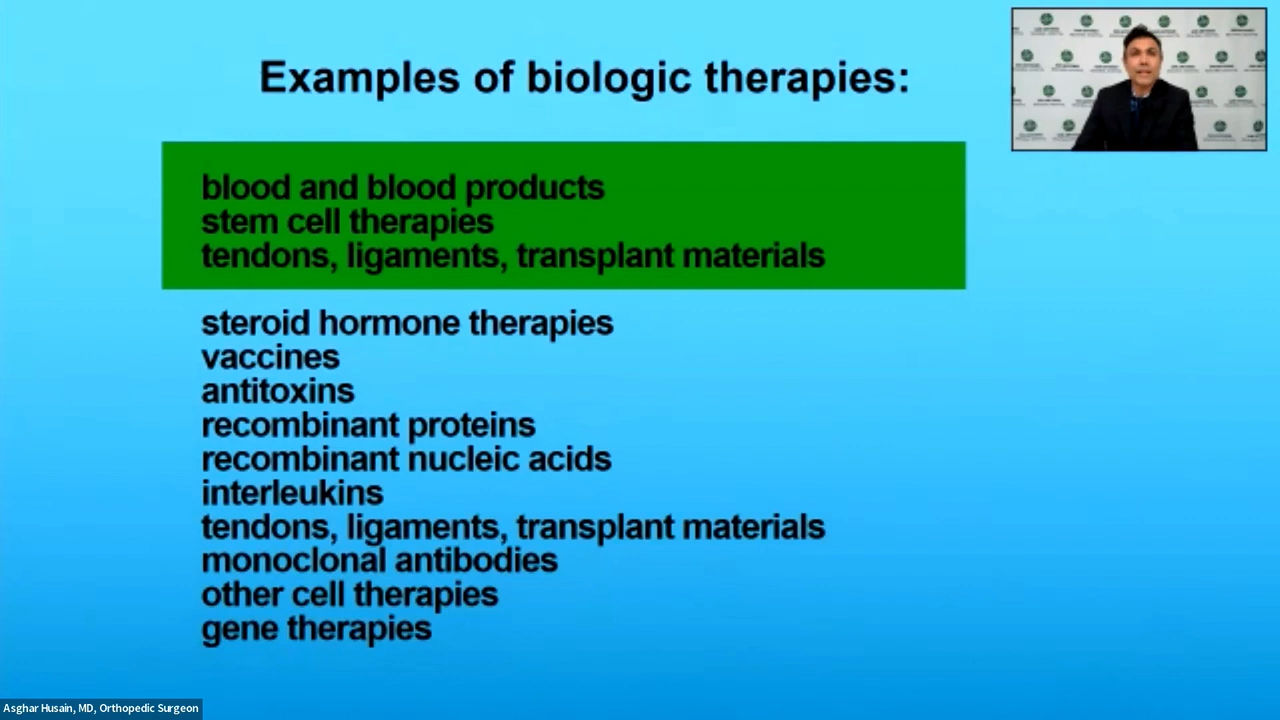 Examples of biologic therapies:
blood and blood products
stem cell therapies
tendons, ligaments, transplant materials
steroid hormone therapies
vaccines
antitoxins
recombinant proteins
recombinant nucleic acids
interleukins
tendons, ligaments, transplant materials
monoclonal antibodies
other cell therapies
gene therapies
Asghar Husain, MD, Orthopedic Surgeon